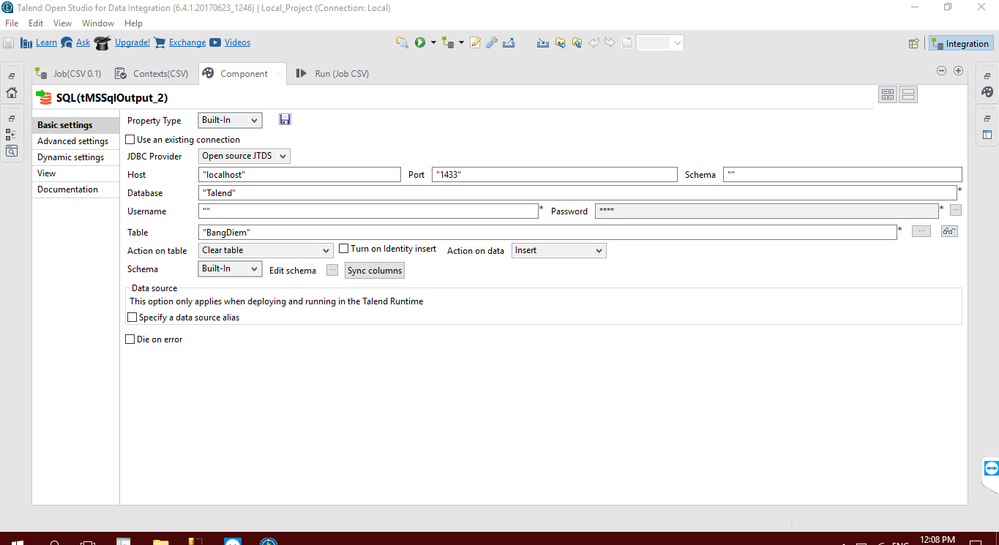 Talend Open Studio for Data Integration (6.4.1.20170623_1246) | Local_Project (Connection: Local)
File Edit View Window Help
Learn Ask Upgrade! Exchange Videos Integration
Job(CSV 0.1) Contexts(CSV) Component Run (Job CSV)
SQL(tMSSqlOutput_2)
Basic settings
Advanced settings
Dynamic settings
View
Documentation
Property Type Built-In
Use an existing connection
JDBC Provider Open source JTDS
Host "localhost" Port "1433" Schema ""
Database "Talend" *
Username "" * Password **** * ...
Table "BangDiem" * ...
Action on table Clear table Turn on Identity insert Action on data Insert
Schema Built-In Edit schema ... Sync columns
Data source
This option only applies when deploying and running in the Talend Runtime
Specify a data source alias
Die on error
12:08 PM
ENG